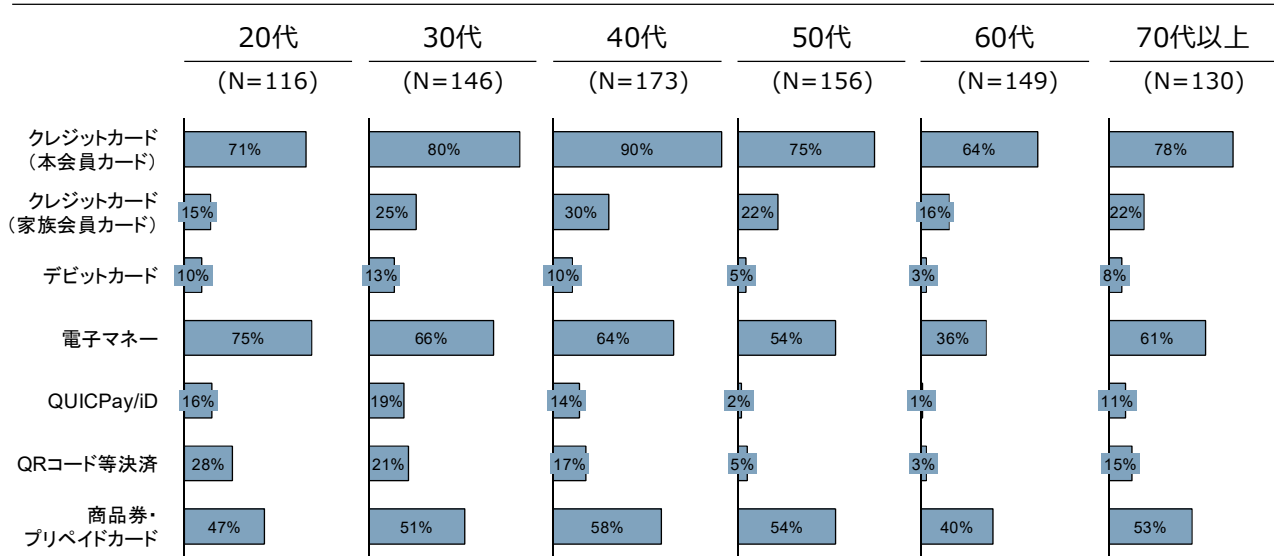 20代 30代 40代 50代 60代 70代以上
(N=116) (N=146) (N=173) (N=156) (N=149) (N=130)
クレジットカード
（本会員カード）
71% 80% 90% 75% 64% 78%
クレジットカード
（家族会員カード）
15% 25% 30% 22% 16% 22%
デビットカード
10% 13% 10% 5% 3% 8%
電子マネー
75% 66% 64% 54% 36% 61%
QUICPay/iD
16% 19% 14% 2% 1% 11%
QRコード等決済
28% 21% 17% 5% 3% 15%
商品券・
プリペイドカード
47% 51% 58% 54% 40% 53%